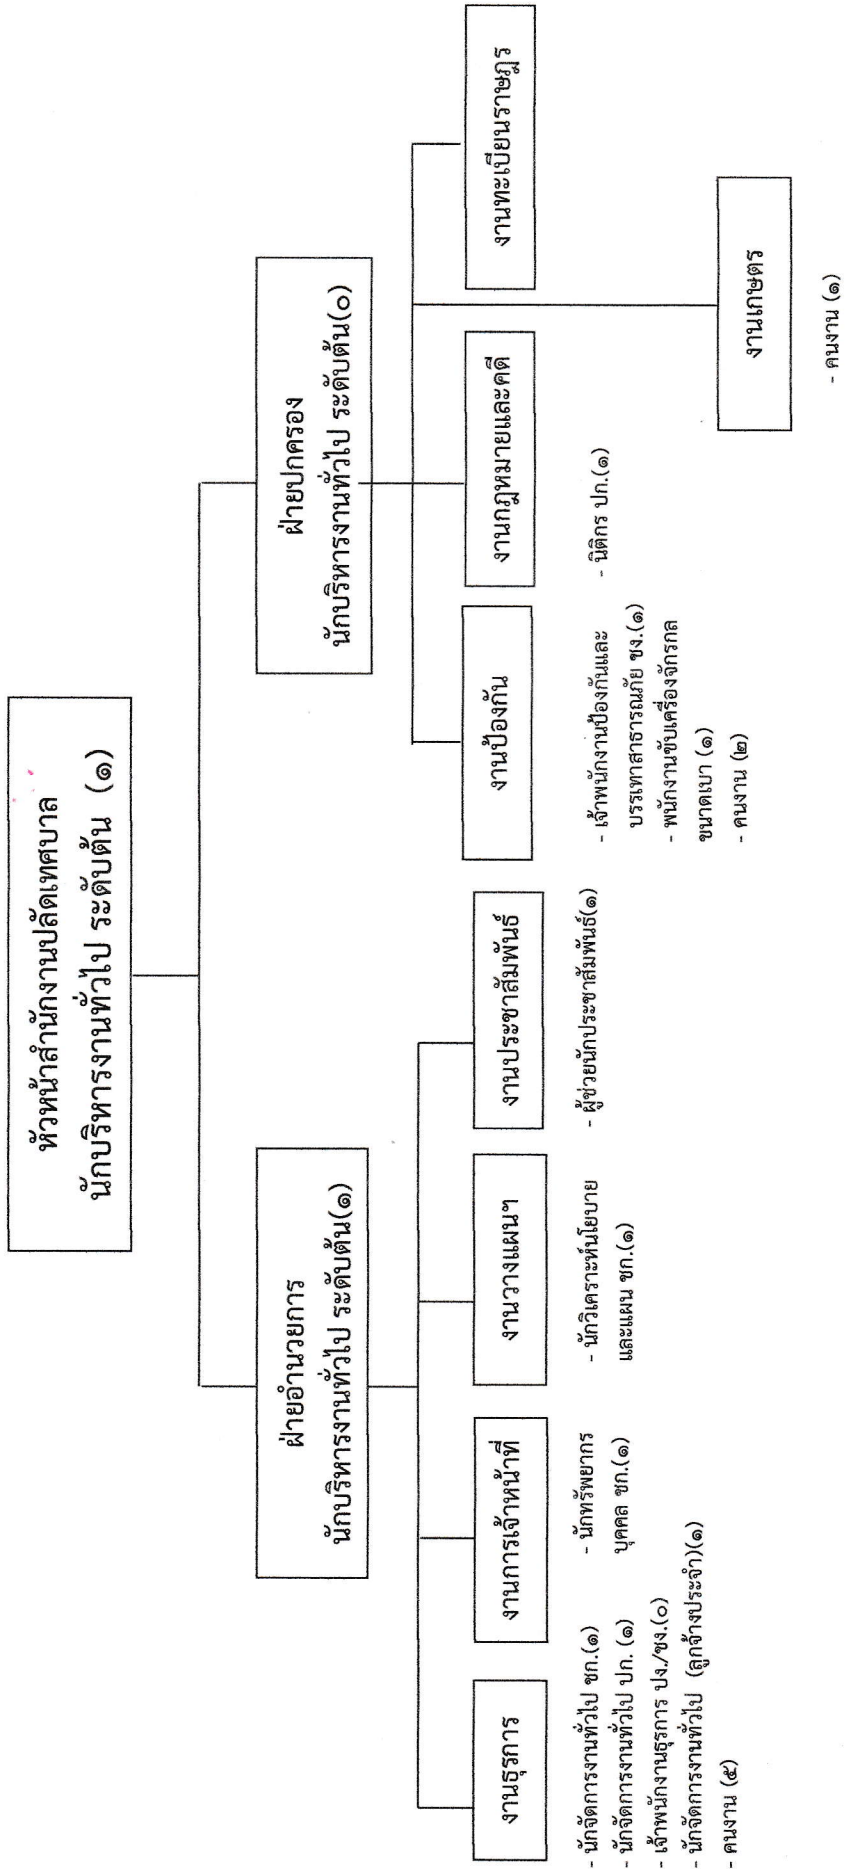 หัวหน้าสำนักงานปลัดเทศบาล
นักบริหารงานทั่วไป ระดับต้น (๑)
ฝ่ายอำนวยการ
นักบริหารงานทั่วไป ระดับต้น(๑)
ฝ่ายปกครอง
นักบริหารงานทั่วไป ระดับต้น(๐)
งานธุรการ
- นักจัดการงานทั่วไป ชก.(๑)
- นักจัดการงานทั่วไป ปก. (๑)
- เจ้าพนักงานธุรการ ปง./ชง.(๐)
- นักจัดการงานทั่วไป (ลูกจ้างประจำ)(๑)
- คนงาน (๕)
งานการเจ้าหน้าที่
- นักทรัพยากร
บุคคล ชก.(๑)
งานวางแผนฯ
- นักวิเคราะห์นโยบาย
และแผน ชก.(๑)
งานประชาสัมพันธ์
- ผู้ช่วยนักประชาสัมพันธ์(๑)
งานป้องกัน
- เจ้าพนักงานป้องกันและ
บรรเทาสาธารณภัย ชง.(๑)
- พนักงานขับเครื่องจักรกล
ขนาดเบา (๑)
- คนงาน (๒)
งานกฎหมายและคดี
- นิติกร ปก.(๑)
งานทะเบียนราษฎร
งานเกษตร
- คนงาน (๑)